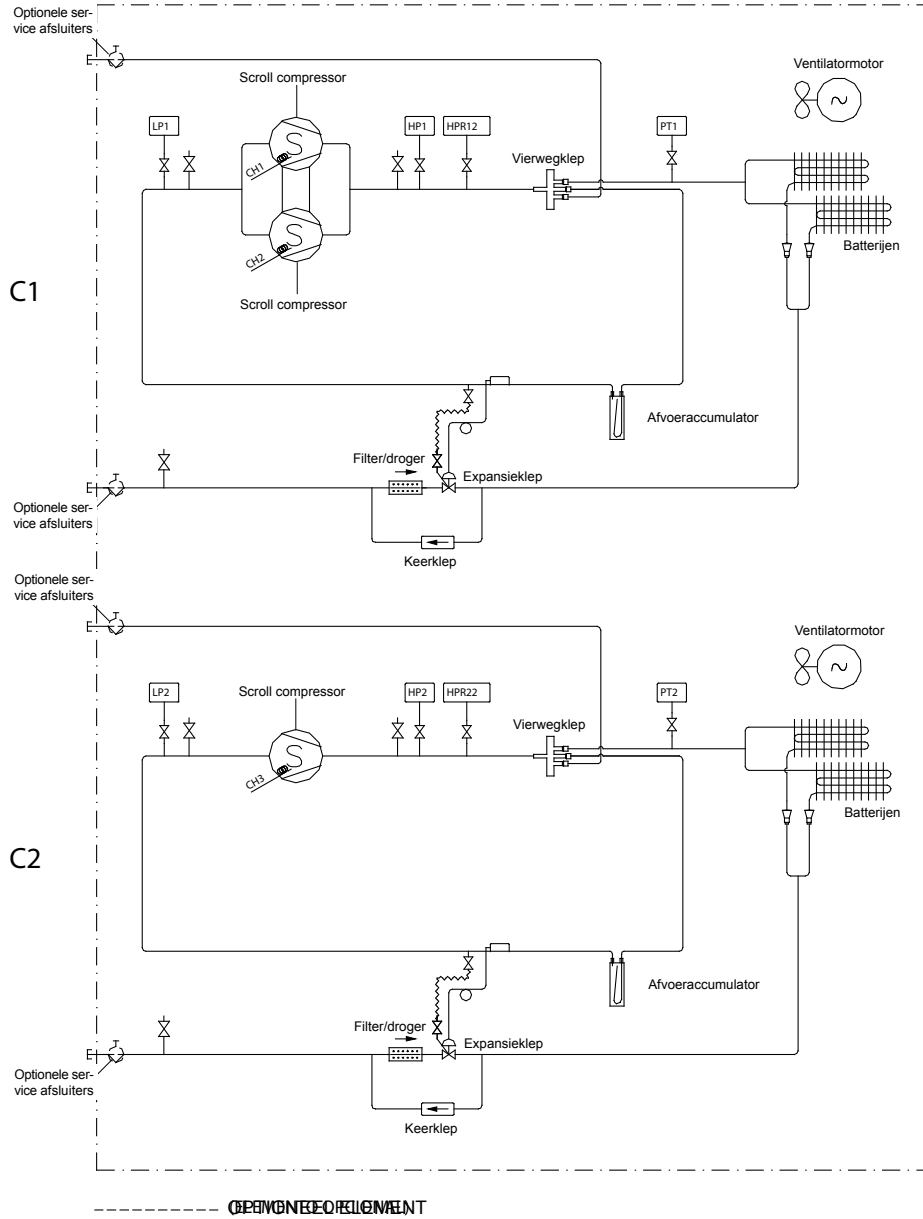 Optionele ser-
vice afsluiters
Scroll compressor
Ventilatormotor
LP1
HP1
HPR12
PT1
CH1
Vierwegklep
CH2
Batterijen
C1
Scroll compressor
Afvoeraccumulator
Filter/droger
Expansieklep
Optionele ser-
vice afsluiters
Keerklep
Optionele ser-
vice afsluiters
Ventilatormotor
LP2
Scroll compressor
HP2
HPR22
PT2
Vierwegklep
CH3
Batterijen
C2
Afvoeraccumulator
Filter/droger
Expansieklep
Optionele ser-
vice afsluiters
Keerklep
OPTIONEEL ELEMENT